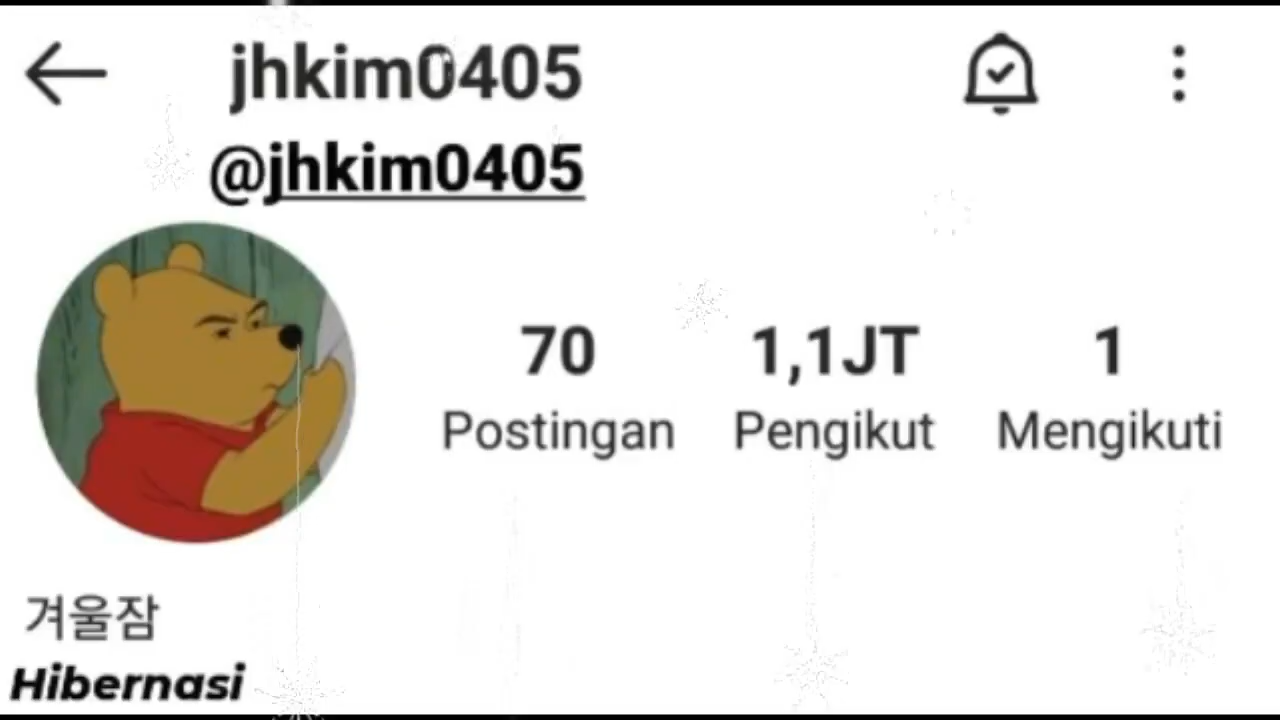 jhkim0405
@jhkim0405
70 1,1JT 1
Postingan Pengikut Mengikuti
겨울잠
Hibernasi